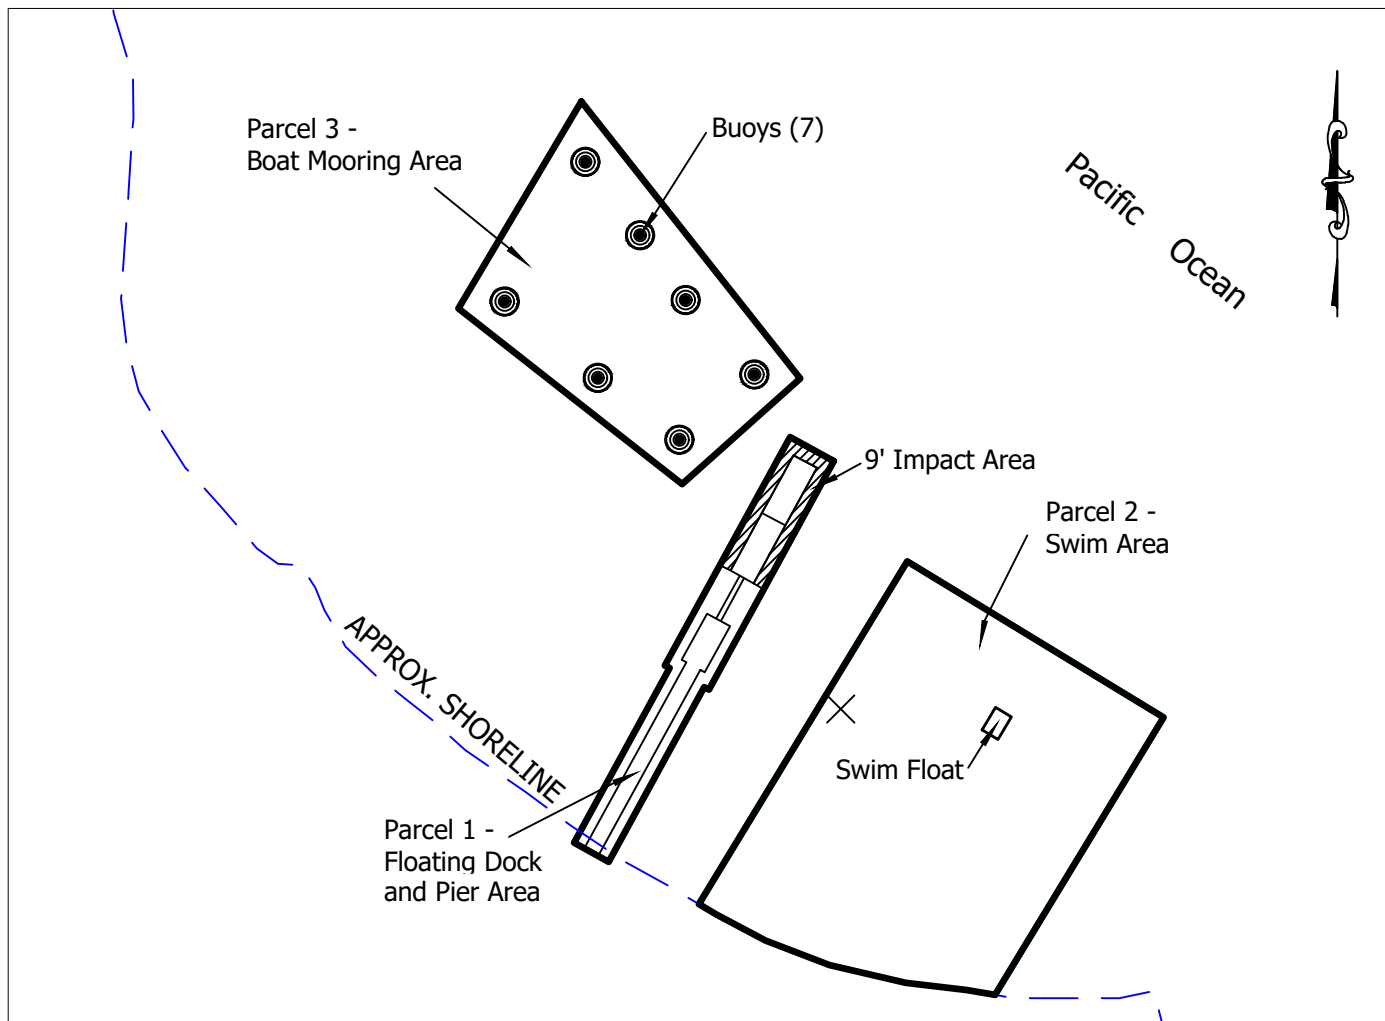 Parcel 3 -
Boat Mooring Area
Buoys (7)
Pacific Ocean
9' Impact Area
Parcel 2 -
Swim Area
APPROX. SHORELINE
Swim Float
Parcel 1 -
Floating Dock
and Pier Area